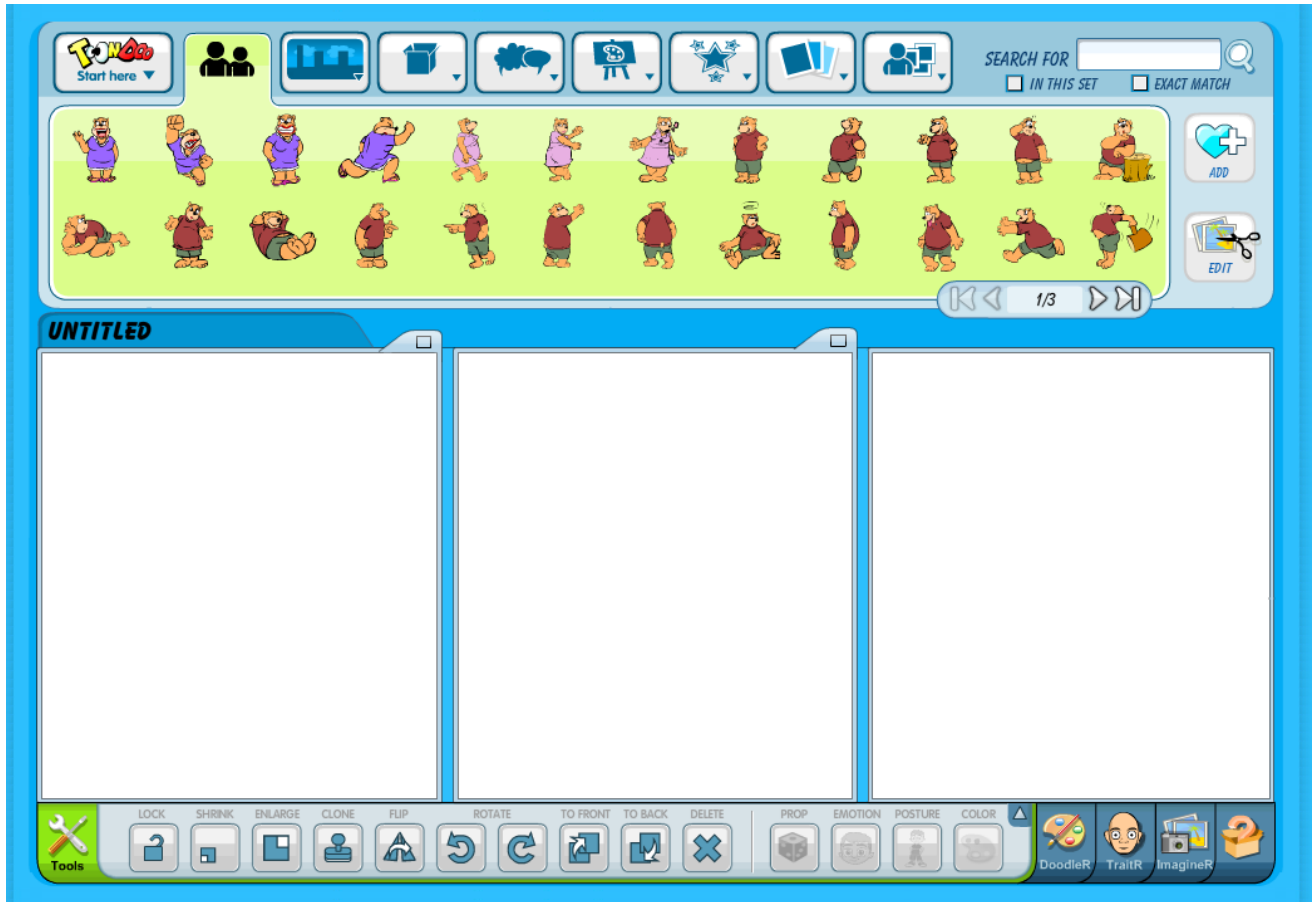 TOONDOO
Start here
SEARCH FOR
IN THIS SET
EXACT MATCH
ADD
EDIT
1/3
UNTITLED
Tools
LOCK
SHRINK
ENLARGE
CLONE
FLIP
ROTATE
TO FRONT
TO BACK
DELETE
PROP
EMOTION
POSTURE
COLOR
DoodleR
TraitR
ImagineR